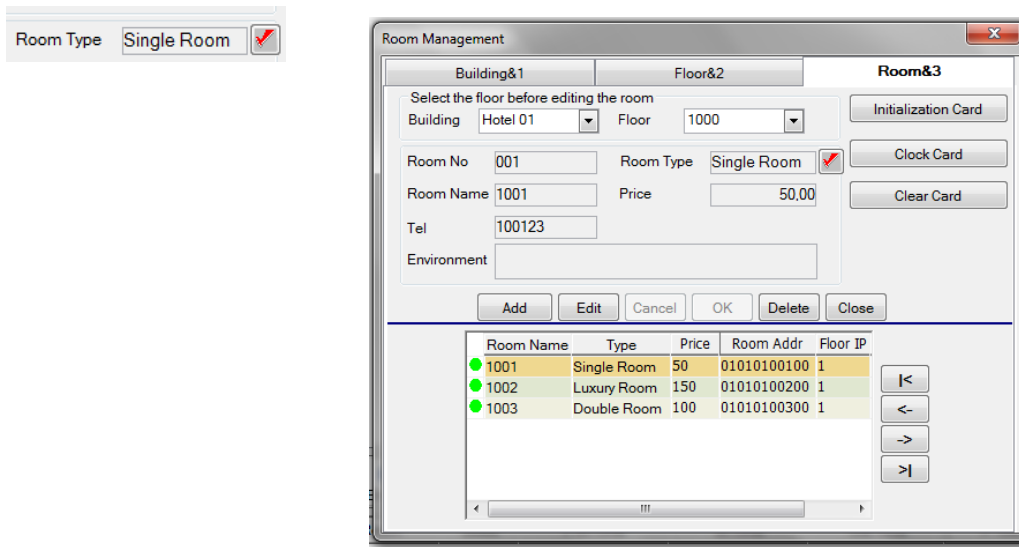 Room Type Single Room
Room Management
X
Building&1 Floor&2 Room&3
Select the floor before editing the room
Building Hotel 01 Floor 1000
Initialization Card
Room No 001 Room Type Single Room
Clock Card
Room Name 1001 Price 50,00
Clear Card
Tel 100123
Environment
Add Edit Cancel OK Delete Close
Room Name Type Price Room Addr Floor IP
1001 Single Room 50 01010100100 1
1002 Luxury Room 150 01010100200 1
1003 Double Room 100 01010100300 1
|<
<-
->
>|